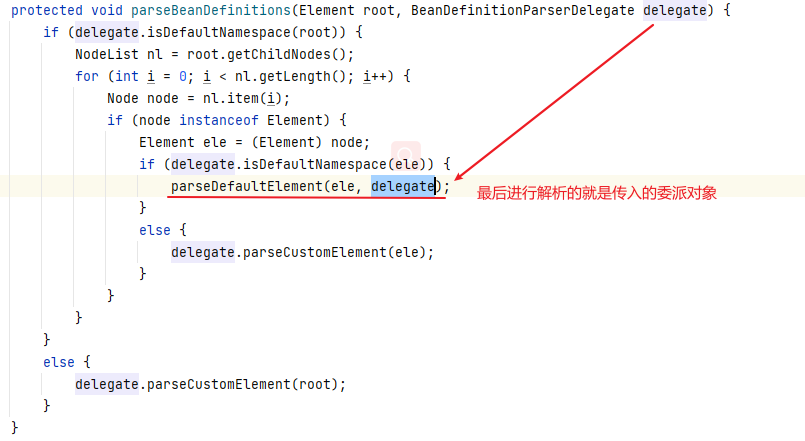 protected void parseBeanDefinitions(Element root, BeanDefinitionParserDelegate delegate) {
if (delegate.isDefaultNamespace(root)) {
NodeList nl = root.getChildNodes();
for (int i = 0; i < nl.getLength(); i++) {
Node node = nl.item(i);
if (node instanceof Element) {
Element ele = (Element) node;
if (delegate.isDefaultNamespace(ele)) {
parseDefaultElement(ele, delegate);
最后进行解析的就是传入的委派对象
}
else {
delegate.parseCustomElement(ele);
}
}
}
}
else {
delegate.parseCustomElement(root);
}
}